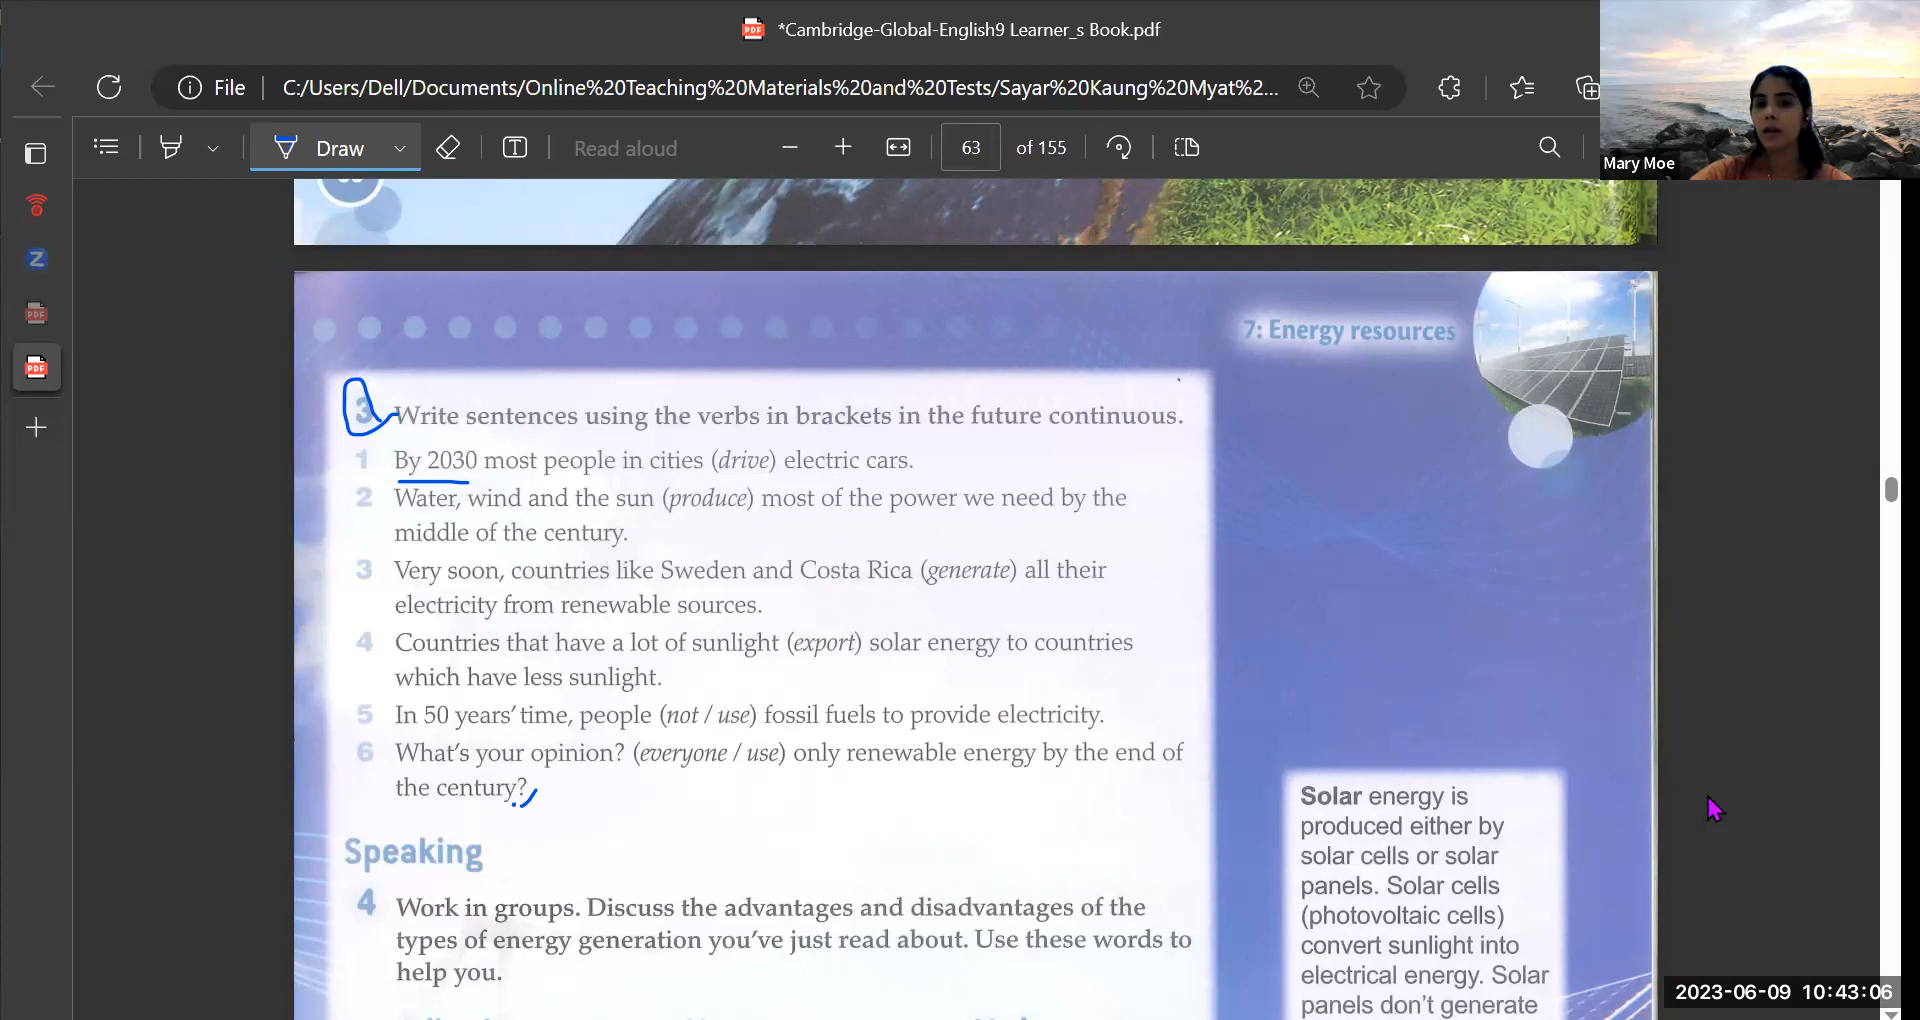 *Cambridge-Global-English9 Learner_s Book.pdf
File
C:/Users/Dell/Documents/Online%20Teaching%20Materials%20and%20Tests/Sayar%20Kaung%20Myat%2...
Draw
Read aloud
63
of 155
Mary Moe
7: Energy resources
3 Write sentences using the verbs in brackets in the future continuous.
1 By 2030 most people in cities (drive) electric cars.
2 Water, wind and the sun (produce) most of the power we need by the
middle of the century.
3 Very soon, countries like Sweden and Costa Rica (generate) all their
electricity from renewable sources.
4 Countries that have a lot of sunlight (export) solar energy to countries
which have less sunlight.
5 In 50 years' time, people (not / use) fossil fuels to provide electricity.
6 What's your opinion? (everyone / use) only renewable energy by the end of
the century?
Speaking
4 Work in groups. Discuss the advantages and disadvantages of the
types of energy generation you've just read about. Use these words to
help you.
Solar energy is
produced either by
solar cells or solar
panels. Solar cells
(photovoltaic cells)
convert sunlight into
electrical energy. Solar
panels don't generate
2023-06-09 10:43:06